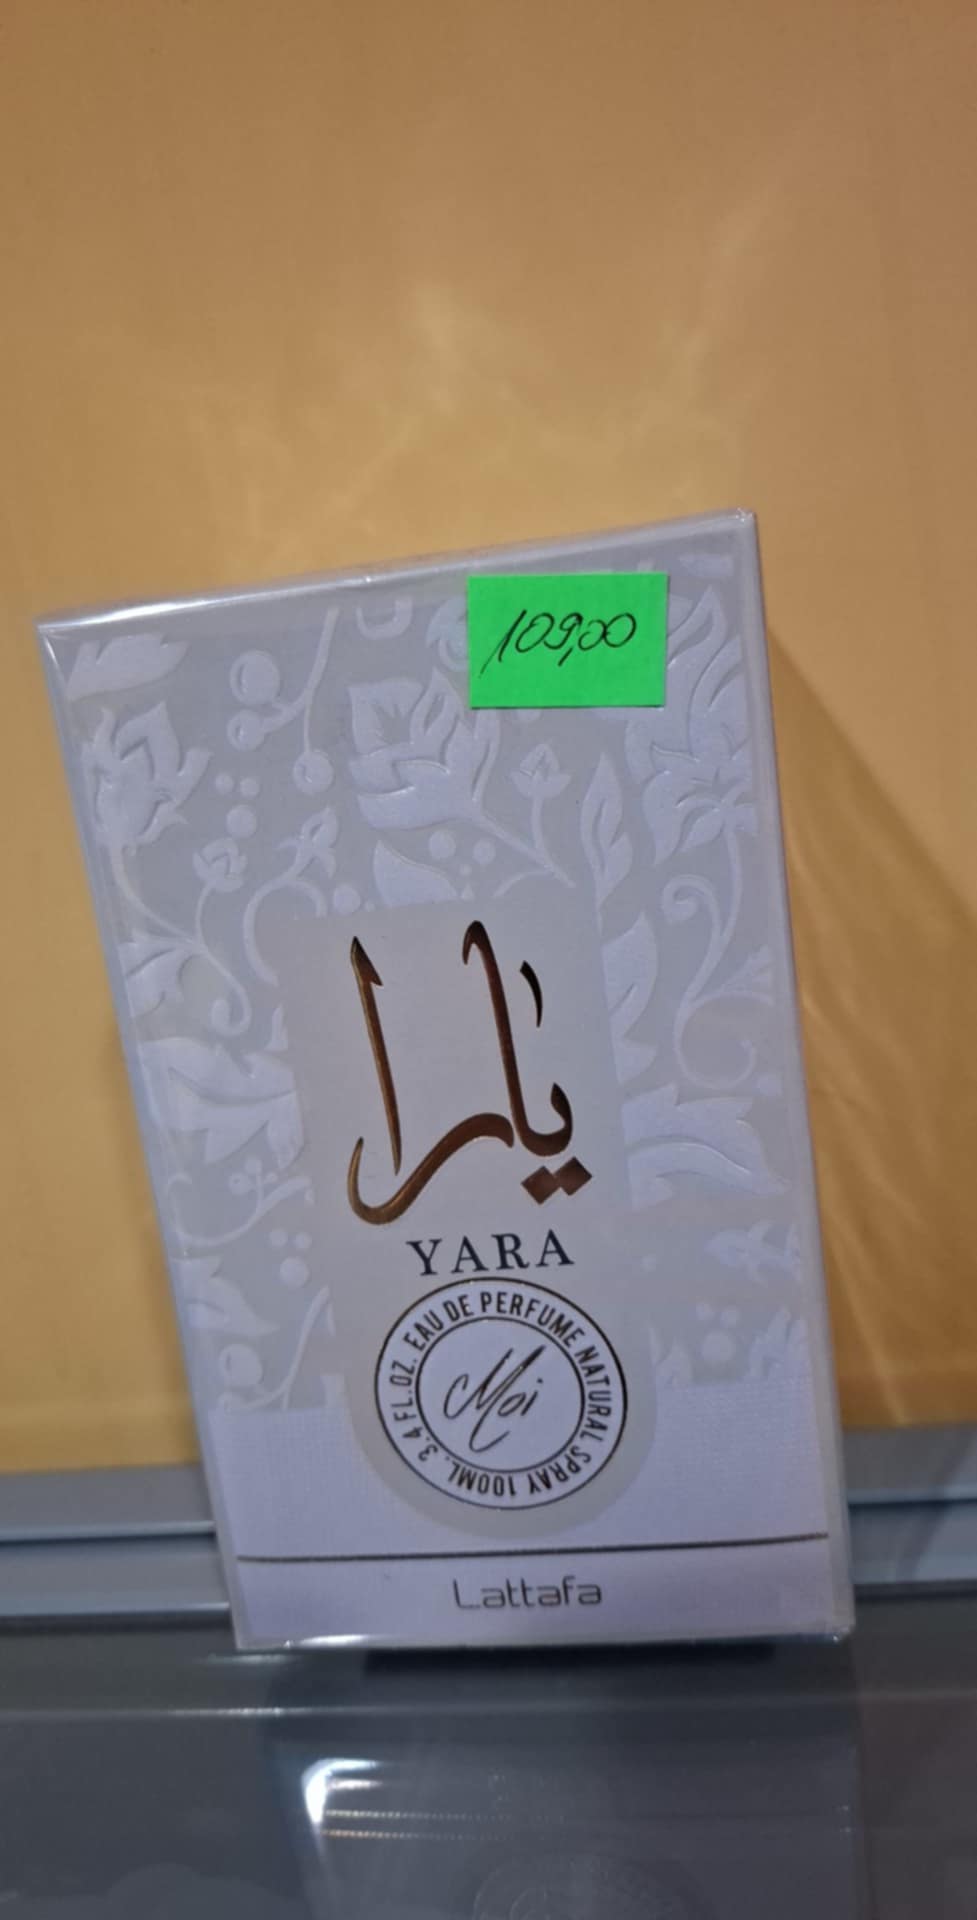 109,00
يارا
YARA
EAU DE PERFUME NATURAL SPRAY 100ML. 3.4 FL.OZ.
Moi
Lattafa